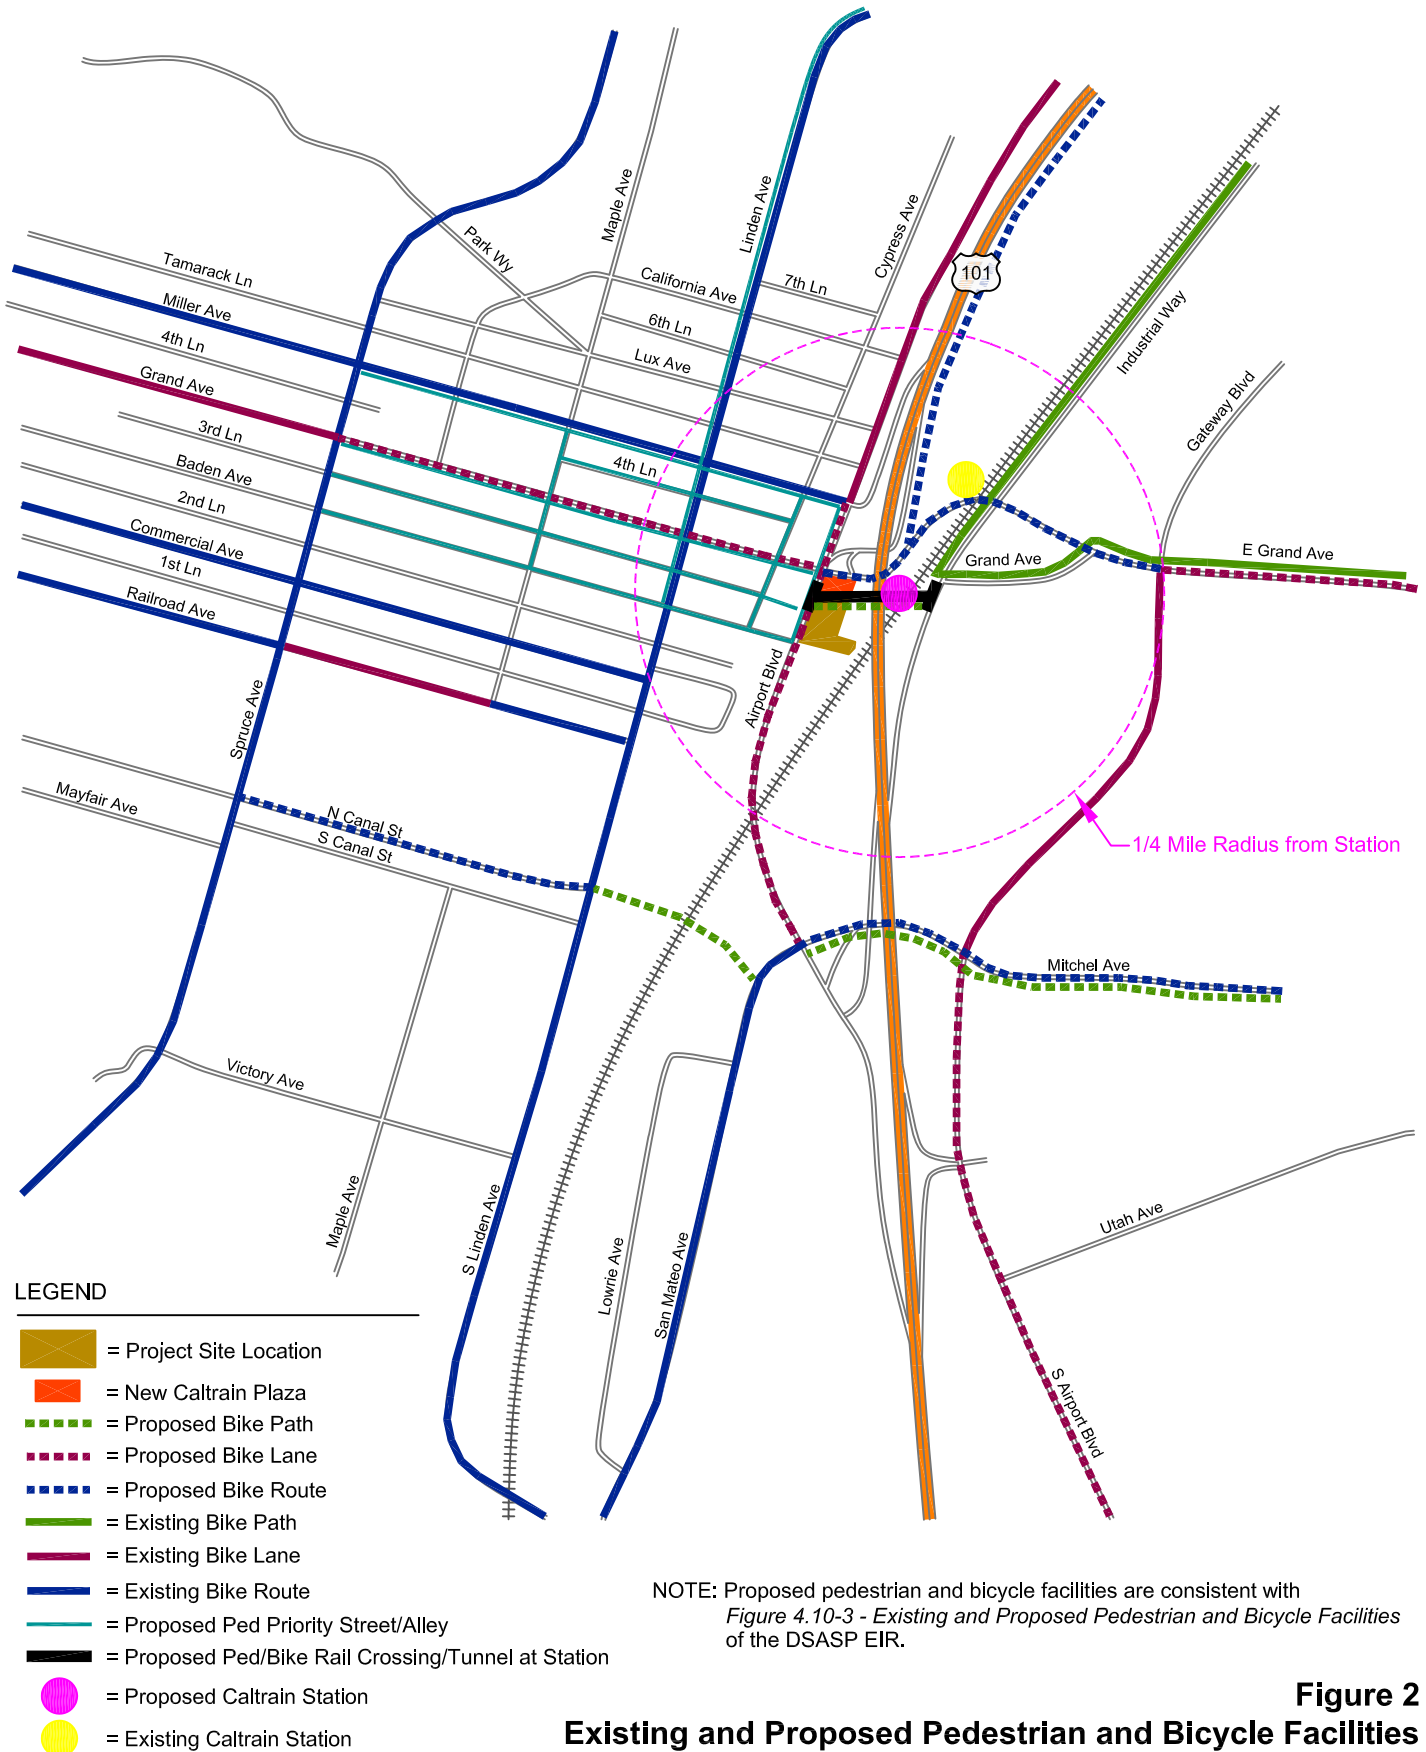 Maple Ave
Linden Ave
Cypress Ave
Park Wy
Tamarack Ln
California Ave
7th Ln
101
Miller Ave
6th Ln
Industrial Way
4th Ln
Lux Ave
Grand Ave
Gateway Blvd
3rd Ln
Baden Ave
4th Ln
2nd Ln
Commercial Ave
Grand Ave
E Grand Ave
1st Ln
Railroad Ave
Spruce Ave
Airport Blvd
Mayfair Ave
N Canal St
S Canal St
1/4 Mile Radius from Station
Mitchel Ave
Victory Ave
Maple Ave
S Linden Ave
Lowrie Ave
San Mateo Ave
Utah Ave
S Airport Blvd
LEGEND
= Project Site Location
= New Caltrain Plaza
= Proposed Bike Path
= Proposed Bike Lane
= Proposed Bike Route
= Existing Bike Path
= Existing Bike Lane
= Existing Bike Route
= Proposed Ped Priority Street/Alley
= Proposed Ped/Bike Rail Crossing/Tunnel at Station
= Proposed Caltrain Station
= Existing Caltrain Station
NOTE: Proposed pedestrian and bicycle facilities are consistent with
Figure 4.10-3 - Existing and Proposed Pedestrian and Bicycle Facilities
of the DSASP EIR.
Figure 2
Existing and Proposed Pedestrian and Bicycle Facilities